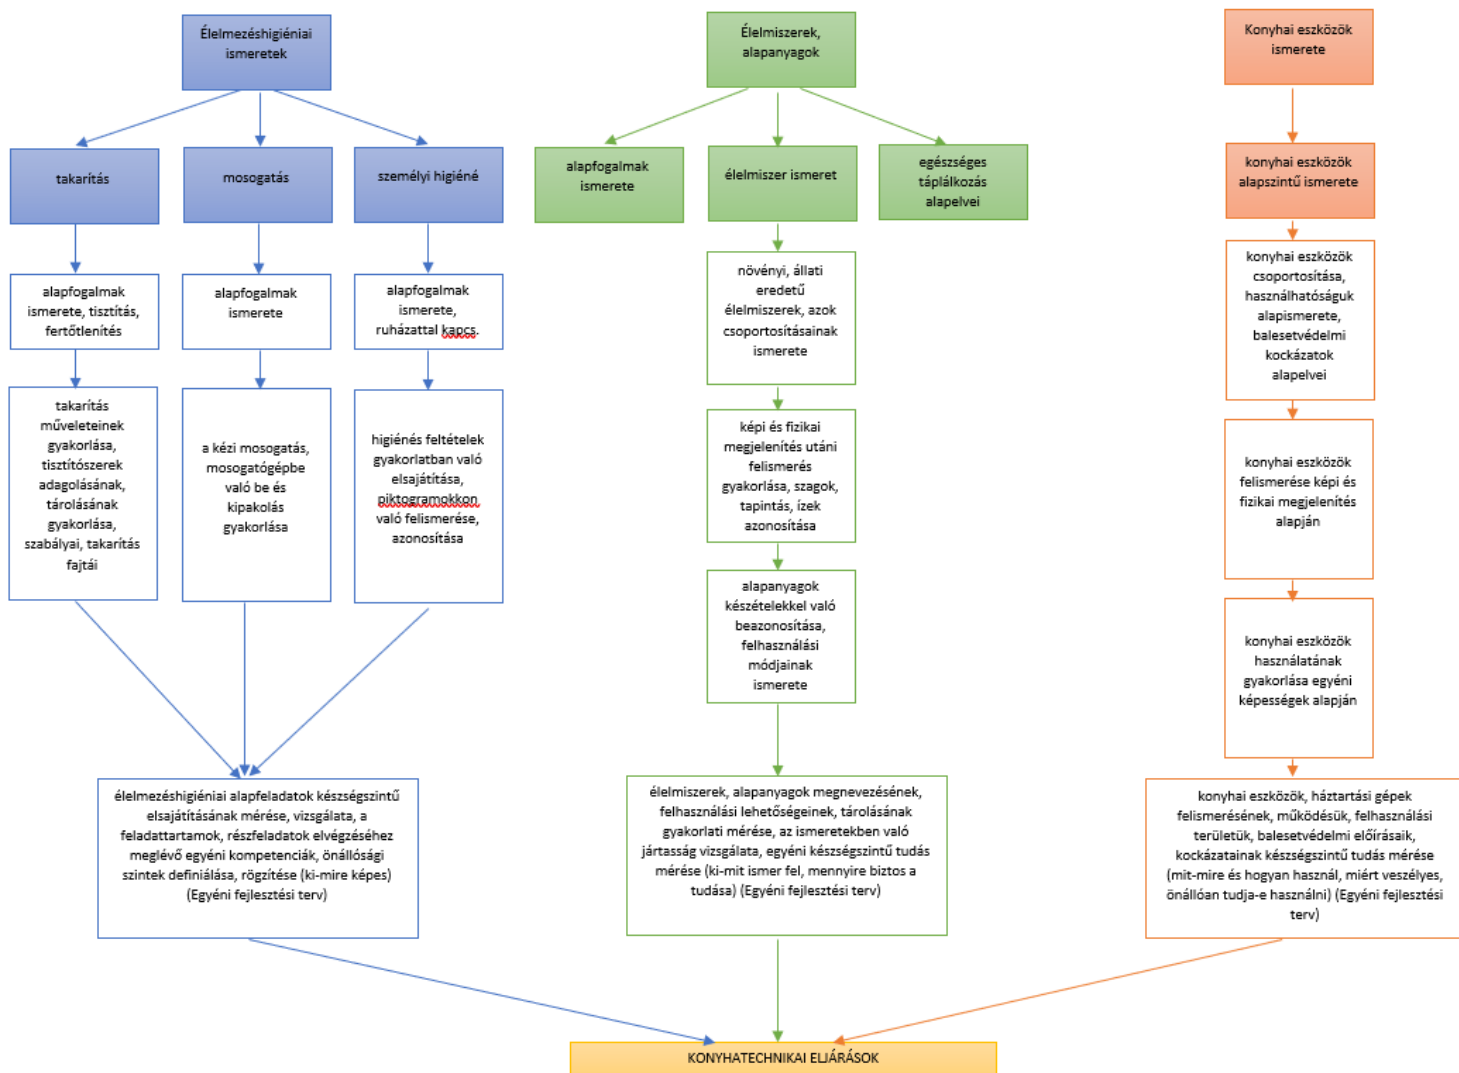 Élelmezéshigiéniai
ismeretek
Élelmiszerek,
alapanyagok
Konyhai eszközök
ismerete
takarítás
mosogatás
személyi higiéné
alapfogalmak
ismerete
élelmiszer ismeret
egészséges
táplálkozás
alapelvei
konyhai eszközök
alapszintű ismerete
alapfogalmak
ismerete, tisztítás,
fertőtlenítés
alapfogalmak
ismerete
alapfogalmak
ismerete,
ruházattal kapcs.
növényi, állati
eredetű
élelmiszerek, azok
csoportosításainak
ismerete
konyhai eszközök
csoportosítása,
használhatóságuk
alapismerete,
balesetvédelmi
kockázatok
alapelvei
takarítás
műveleteinek
gyakorlása,
tisztítószerek
adagolásának,
tárolásának
gyakorlása,
szabályai, takarítás
fajtái
a kézi mosogatás,
mosogatógépbe
való be és
kipakolás
gyakorlása
higiénés feltételek
gyakorlatban való
elsajátítása,
piktogramokkon
való felismerése,
azonosítása
képi és fizikai
megjelenítés utáni
felismerés
gyakorlása, szagok,
tapintás, ízek
azonosítása
konyhai eszközök
felismerése képi és
fizikai megjelenítés
alapján
alapanyagok
készételekkel való
beazonosítása,
felhasználási
módjainak
ismerete
konyhai eszközök
használatának
gyakorlása egyéni
képességek alapján
élelmezéshigiéniai alapfeladatok készségszintű
elsajátításának mérése, vizsgálata, a
feladattartamok, részfeladatok elvégzéséhez
meglévő egyéni kompetenciák, önállósági
szintek definiálása, rögzítése (ki-mire képes)
(Egyéni fejlesztési terv)
élelmiszerek, alapanyagok megnevezésének,
felhasználási lehetőségeinek, tárolásának
gyakorlati mérése, az ismeretekben való
jártasság vizsgálata, egyéni készségszintű tudás
mérése (ki-mit ismer fel, mennyire biztos a
tudása) (Egyéni fejlesztési terv)
konyhai eszközök, háztartási gépek
felismerésének, működésük, felhasználási
területük, balesetvédelmi előírásaik,
kockázatainak készségszintű tudás mérése
(mit-mire és hogyan használ, miért veszélyes,
önállóan tudja-e használni) (Egyéni fejlesztési
terv)
KONYHATECHNIKAI ELJÁRÁSOK